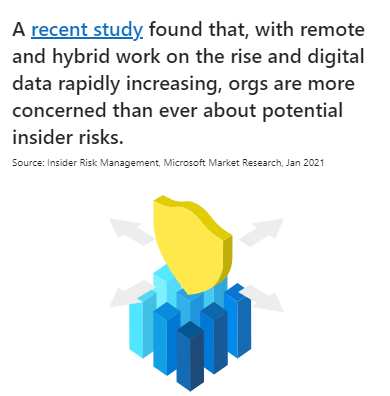 A recent study found that, with remote
and hybrid work on the rise and digital
data rapidly increasing, orgs are more
concerned than ever about potential
insider risks.
Source: Insider Risk Management, Microsoft Market Research, Jan 2021